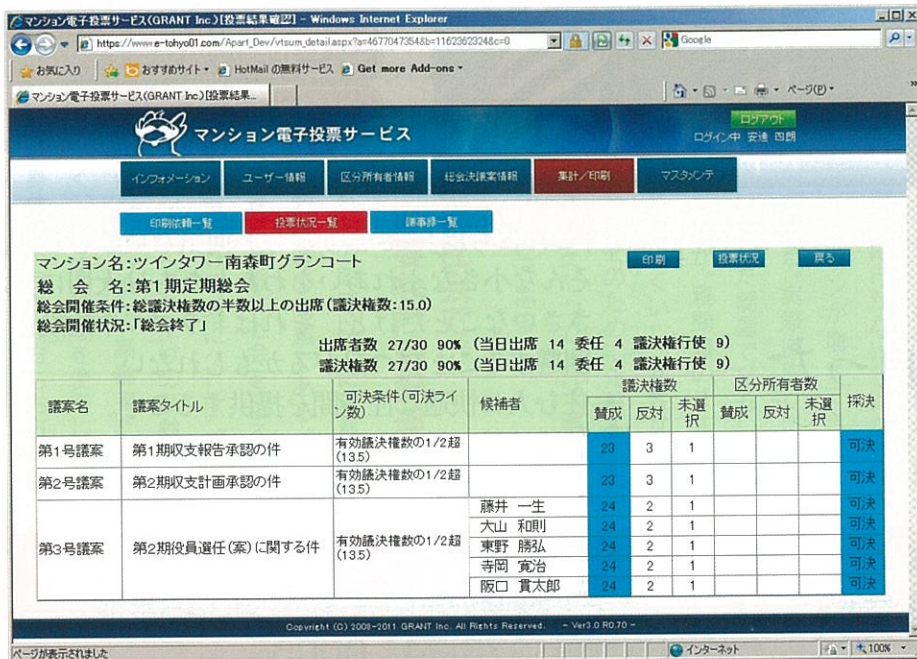 マンション電子投票サービス(GRANT Inc.)[投票結果確認] - Windows Internet Explorer
https://www.e-tohyo01.com/Apart_Dev/vtsum_detail.aspx?a=4677047354&b=1162362324&c=0
Google
お気に入り おすすめサイト HotMail の無料サービス Get more Add-ons
マンション電子投票サービス(GRANT Inc.)[投票結果...
ページ(P)
マンション電子投票サービス
ログアウト
ログイン中 安達 四朗
インフォメーション ユーザー情報 区分所有者情報 総会決議案情報 集計/印刷 マスタメンテ
印刷依頼一覧 投票状況一覧 議事録一覧
マンション名:ツインタワー南森町グランコート 印刷 投票状況 戻る
総 会 名:第1期定期総会
総会開催条件:総議決権数の半数以上の出席(議決権数:15.0)
総会開催状況:「総会終了」
出席者数 27/30 90% (当日出席 14 委任 4 議決権行使 9)
議決権数 27/30 90% (当日出席 14 委任 4 議決権行使 9)
議案名 議案タイトル 可決条件(可決ライン数) 候補者 議決権数 区分所有者数 採決
賛成 反対 未選択 賛成 反対 未選択
第1号議案 第1期収支報告承認の件 有効議決権数の1/2超(13.5) 23 3 1 可決
第2号議案 第2期収支計画承認の件 有効議決権数の1/2超(13.5) 23 3 1 可決
第3号議案 第2期役員選任(案)に関する件 有効議決権数の1/2超(13.5) 藤井 一生 24 2 1 可決
大山 和則 24 2 1 可決
東野 勝弘 24 2 1 可決
寺岡 寛治 24 2 1 可決
阪口 貫太郎 24 2 1 可決
Copyright (C) 2008-2011 GRANT Inc. All Rights Reserved. - Ver3.0 R0.70 -
ページが表示されました インターネット 100%